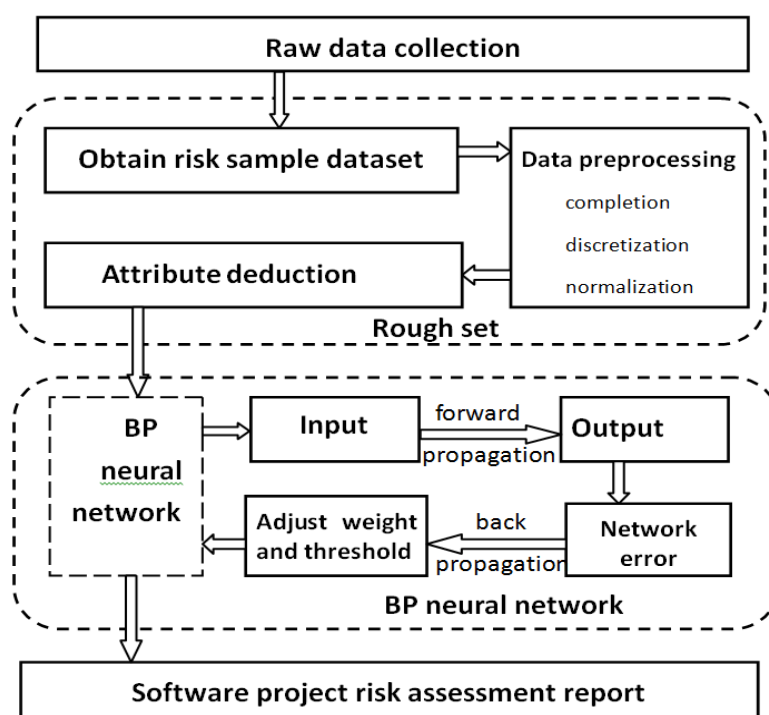 Raw data collection
Obtain risk sample dataset
Data preprocessing
completion
discretization
normalization
Attribute deduction
Rough set
BP
neural
network
Input
forward
propagation
Output
Adjust weight
and threshold
back
propagation
Network
error
BP neural network
Software project risk assessment report